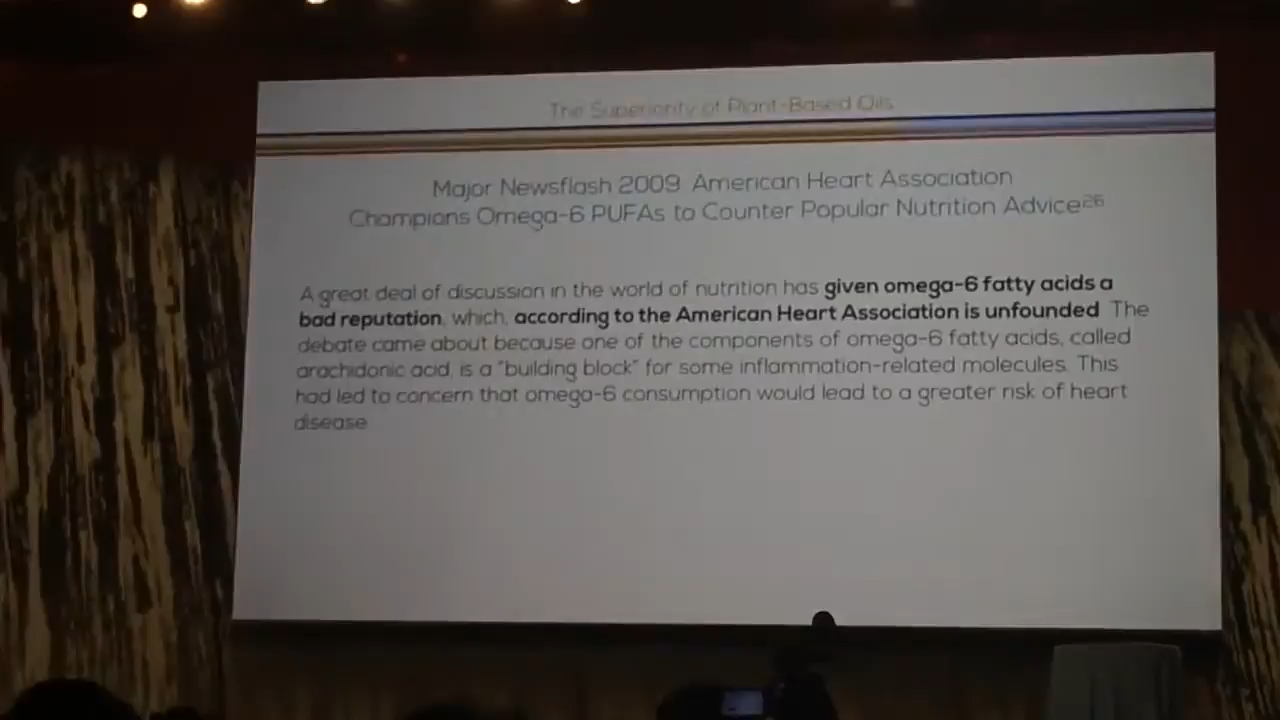 The Superiority of Plant-Based Oils
Major Newsflash 2009 American Heart Association
Champions Omega-6 PUFAs to Counter Popular Nutrition Advice26
A great deal of discussion in the world of nutrition has given omega-6 fatty acids a
bad reputation, which, according to the American Heart Association is unfounded. The
debate came about because one of the components of omega-6 fatty acids, called
arachidonic acid, is a "building block" for some inflammation-related molecules. This
had led to concern that omega-6 consumption would lead to a greater risk of heart
disease